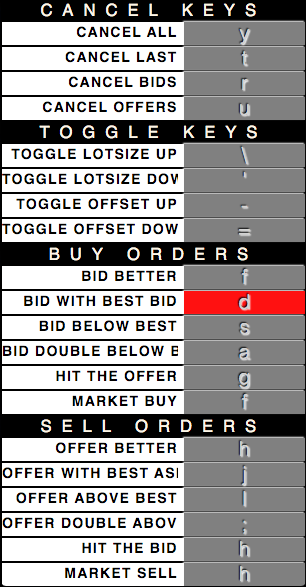 CANCEL KEYS
CANCEL ALL y
CANCEL LAST t
CANCEL BIDS r
CANCEL OFFERS u
TOGGLE KEYS
TOGGLE LOTSIZE UP \
TOGGLE LOTSIZE DOW '
TOGGLE OFFSET UP -
TOGGLE OFFSET DOW =
BUY ORDERS
BID BETTER f
BID WITH BEST BID d
BID BELOW BEST s
BID DOUBLE BELOW B a
HIT THE OFFER g
MARKET BUY f
SELL ORDERS
OFFER BETTER h
OFFER WITH BEST ASI j
OFFER ABOVE BEST l
OFFER DOUBLE ABOV ;
HIT THE BID h
MARKET SELL h